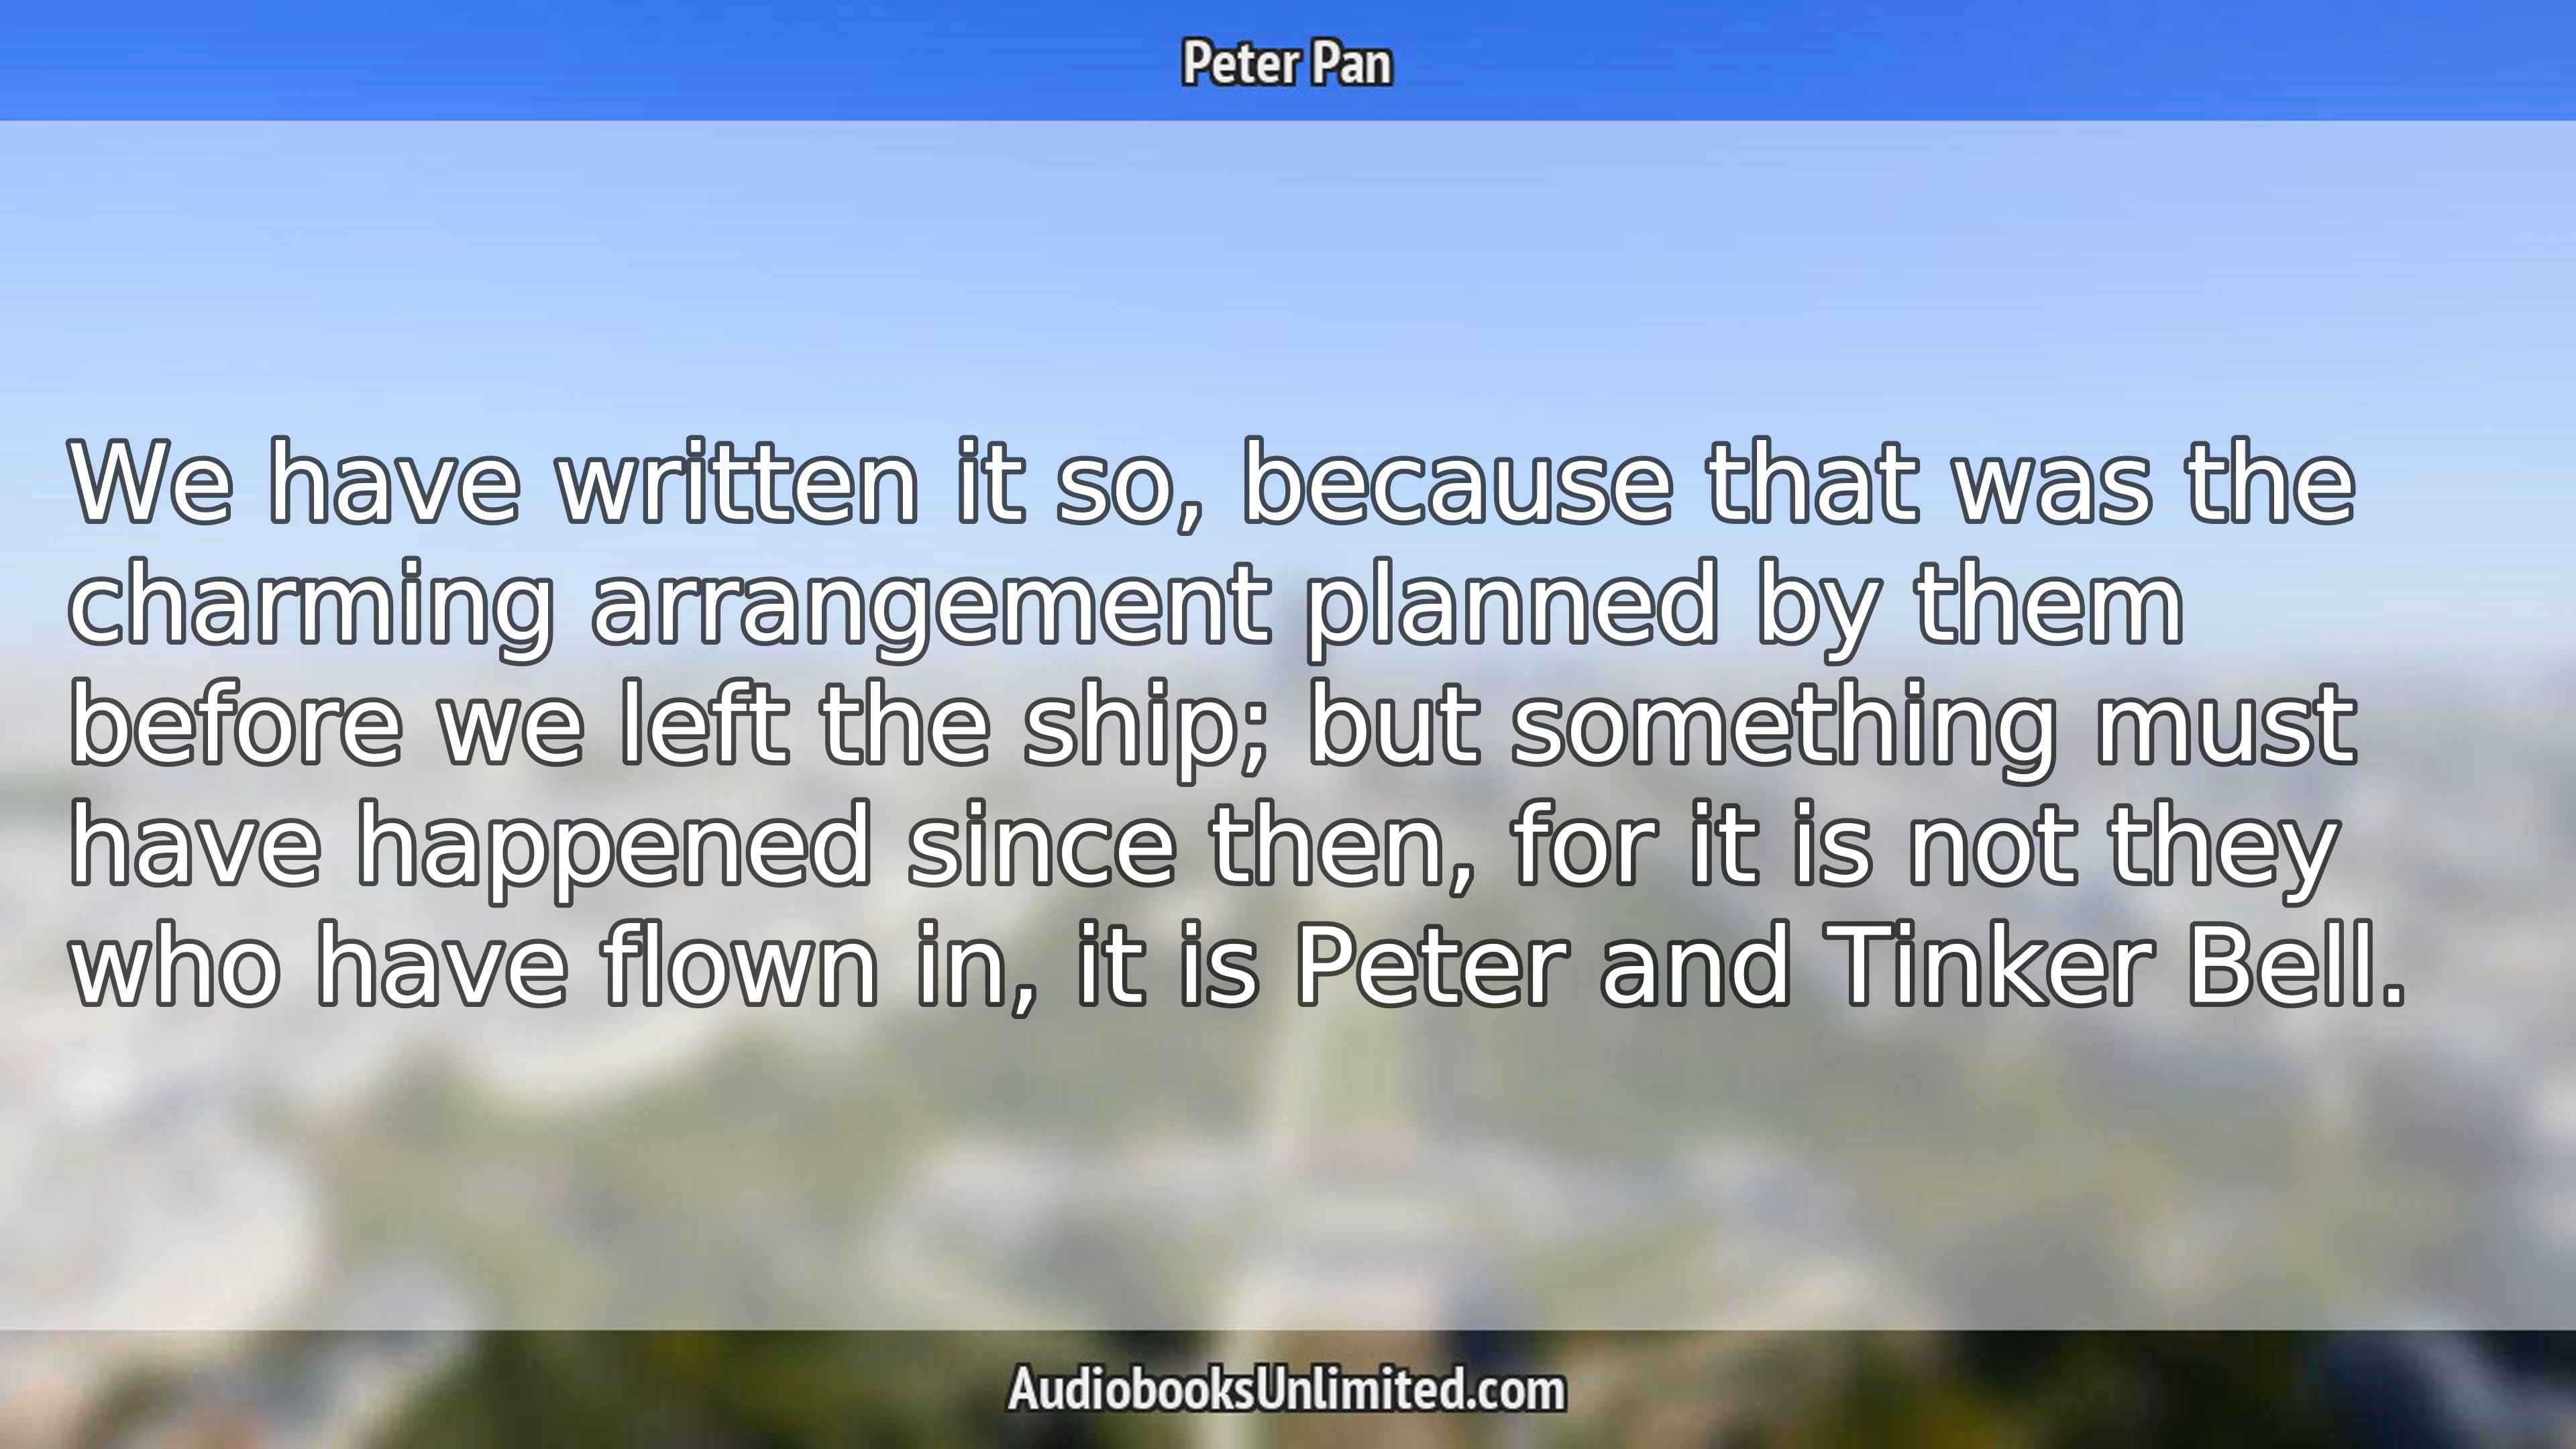 Peter Pan
We have written it so, because that was the
charming arrangement planned by them
before we left the ship; but something must
have happened since then, for it is not they
who have flown in, it is Peter and Tinker Bell.
AudiobooksUnlimited.com